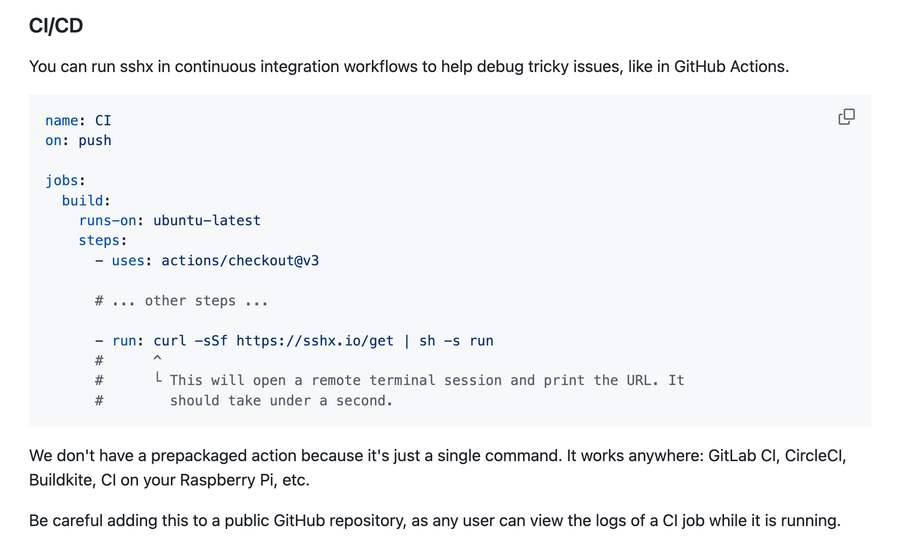 CI/CD
You can run sshx in continuous integration workflows to help debug tricky issues, like in GitHub Actions.
name: CI
on: push

jobs:
  build:
    runs-on: ubuntu-latest
    steps:
      - uses: actions/checkout@v3

      # ... other steps ...

      - run: curl -sSf https://sshx.io/get | sh -s run
      #      ^
      #      └ This will open a remote terminal session and print the URL. It
      #        should take under a second.
We don't have a prepackaged action because it's just a single command. It works anywhere: GitLab CI, CircleCI,
Buildkite, CI on your Raspberry Pi, etc.
Be careful adding this to a public GitHub repository, as any user can view the logs of a CI job while it is running.